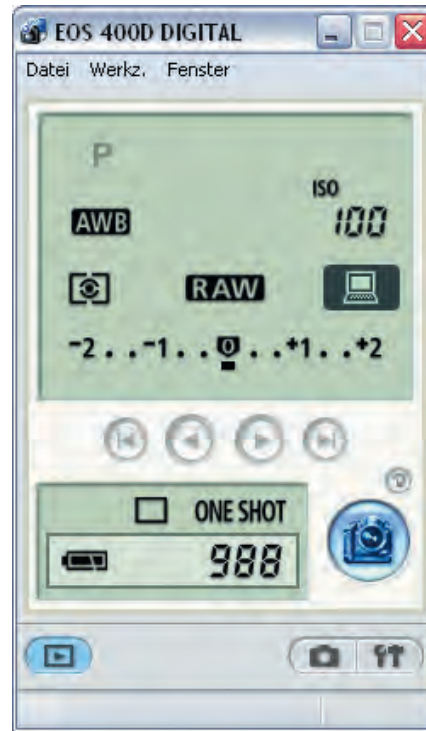 EOS 400D DIGITAL
Datei Werkz. Fenster
P
ISO
AWB 100
RAW
-2..-1..0..+1..+2
ONE SHOT
988